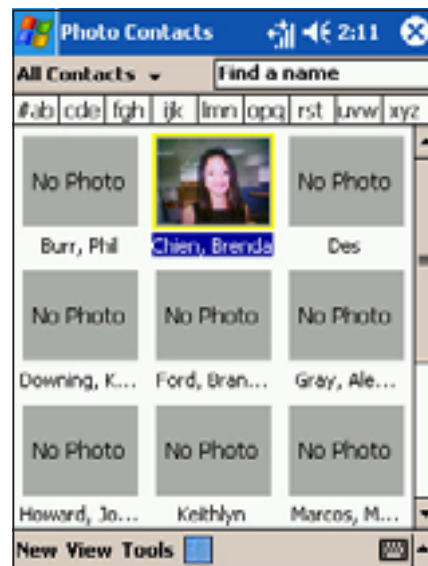 Photo Contacts 2:11
All Contacts Find a name
#ab cde fgh ijk lmn opq rst uvw xyz
No Photo No Photo
Burr, Phil Chien, Brenda Des
No Photo No Photo No Photo
Downing, K... Ford, Bran... Gray, Ale...
No Photo No Photo No Photo
Howard, Jo... Keithlyn Marcos, M...
New View Tools